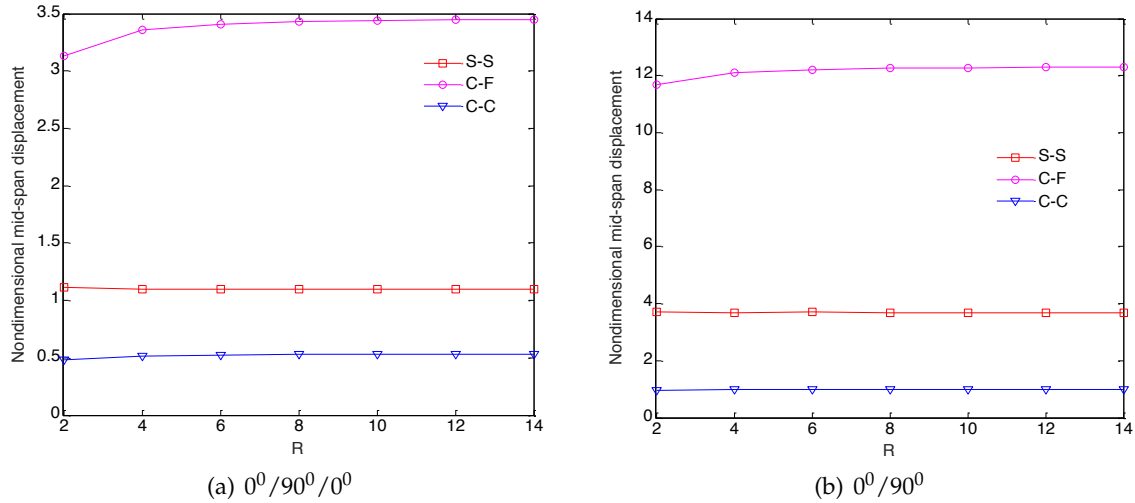 3.5
3
3.5
2
1.5
1
0.5
0
2
4
6
8
10
12
14
R
Nondimensional mid-span displacement
S-S
C-F
C-C
(a) 0⁰/90⁰/0⁰
14
12
10
8
6
4
2
0
2
4
6
8
10
12
14
R
Nondimensional mid-span displacement
S-S
C-F
C-C
(b) 0⁰/90⁰